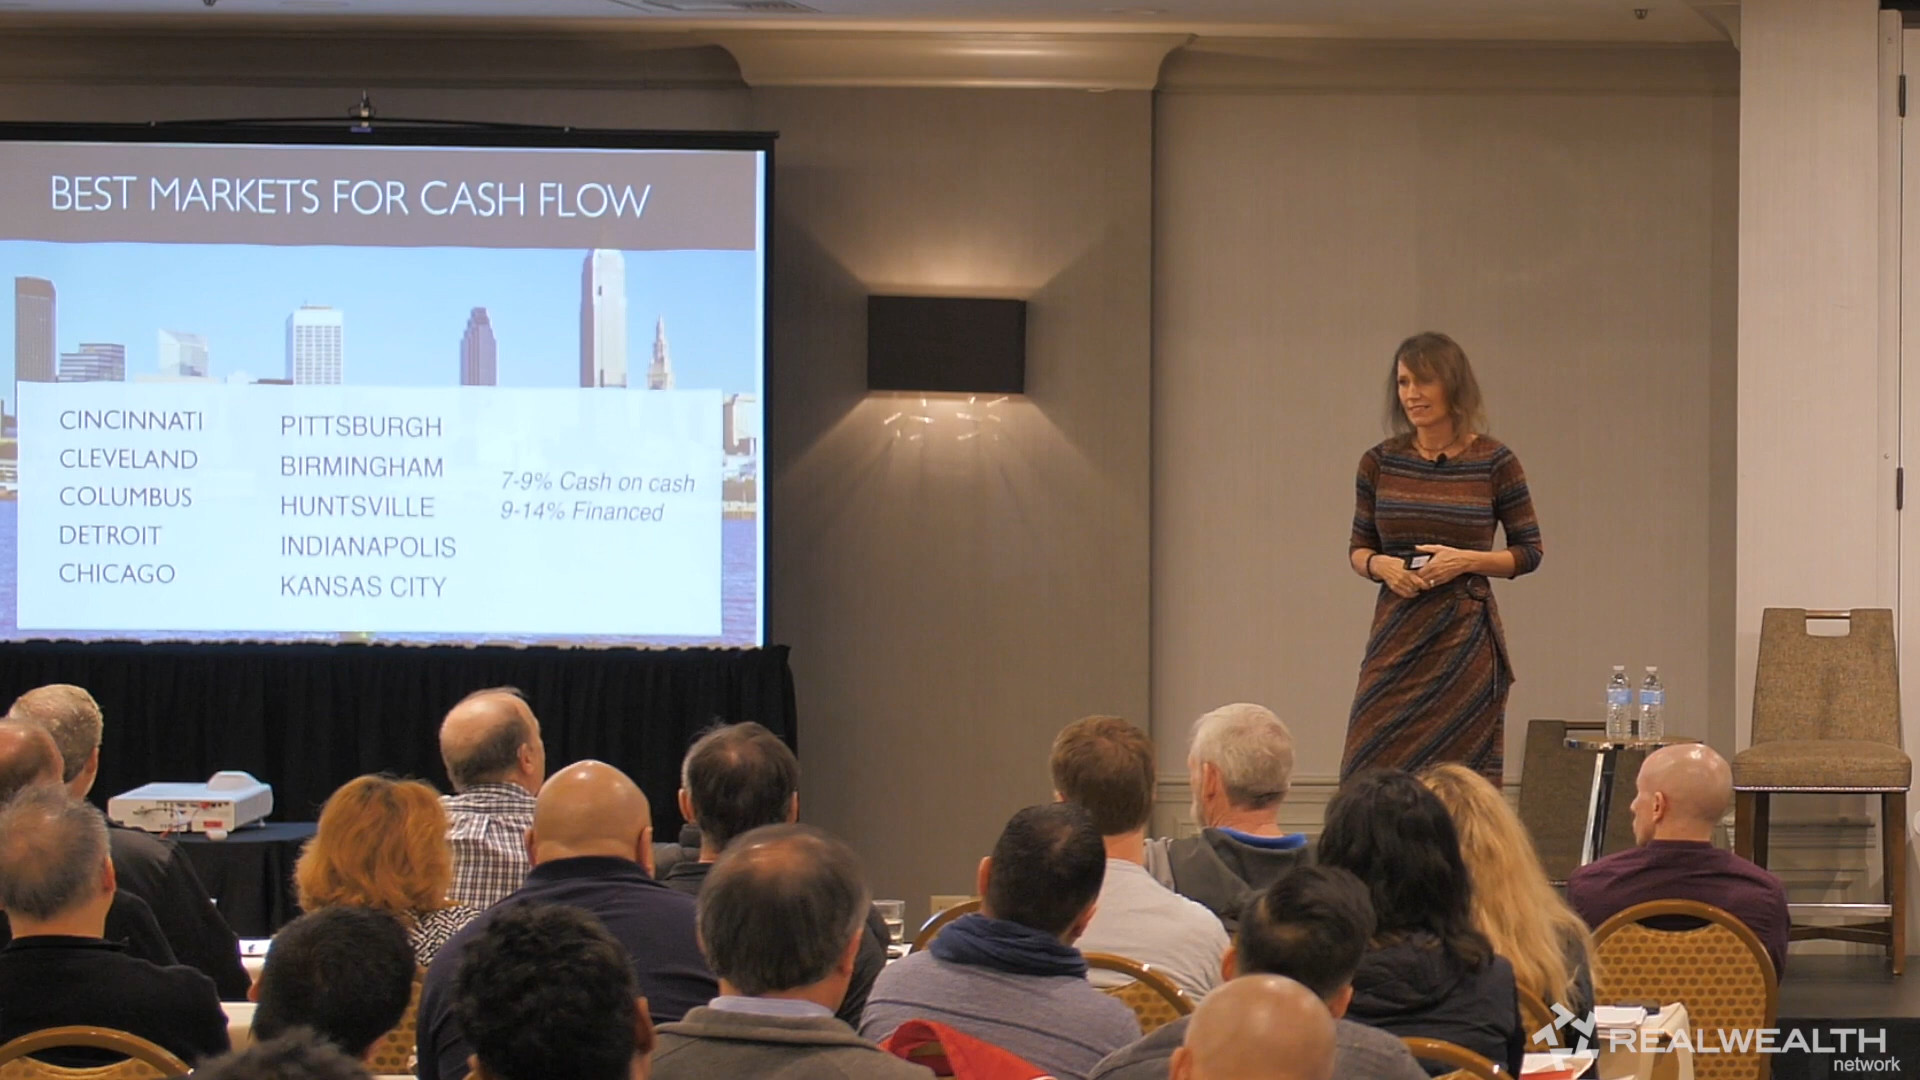 BEST MARKETS FOR CASH FLOW
CINCINNATI
CLEVELAND
COLUMBUS
DETROIT
CHICAGO
PITTSBURGH
BIRMINGHAM
HUNTSVILLE
INDIANAPOLIS
KANSAS CITY
7-9% Cash on cash
9-14% Financed
REALWEALTH
network